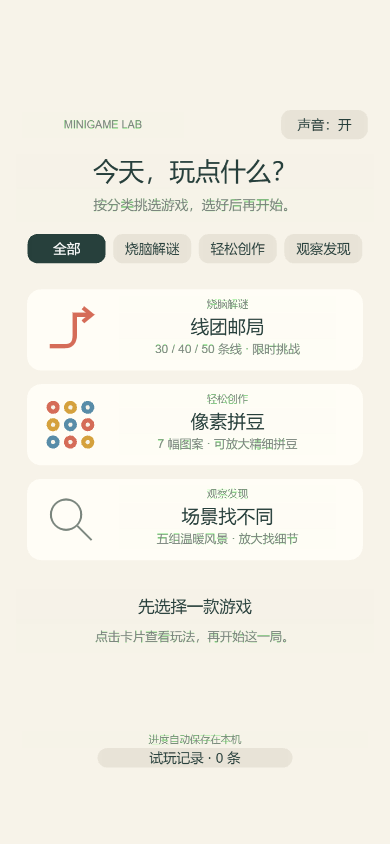 MINIGAME LAB
声音：开
今天，玩点什么？
按分类挑选游戏，选好后再开始。
全部
烧脑解谜
轻松创作
观察发现
烧脑解谜
线团邮局
30 / 40 / 50 条线 · 限时挑战
轻松创作
像素拼豆
7 幅图案 · 可放大精细拼豆
观察发现
场景找不同
五组温暖风景 · 放大找细节
先选择一款游戏
点击卡片查看玩法，再开始这一局。
进度自动保存在本机
试玩记录 · 0 条